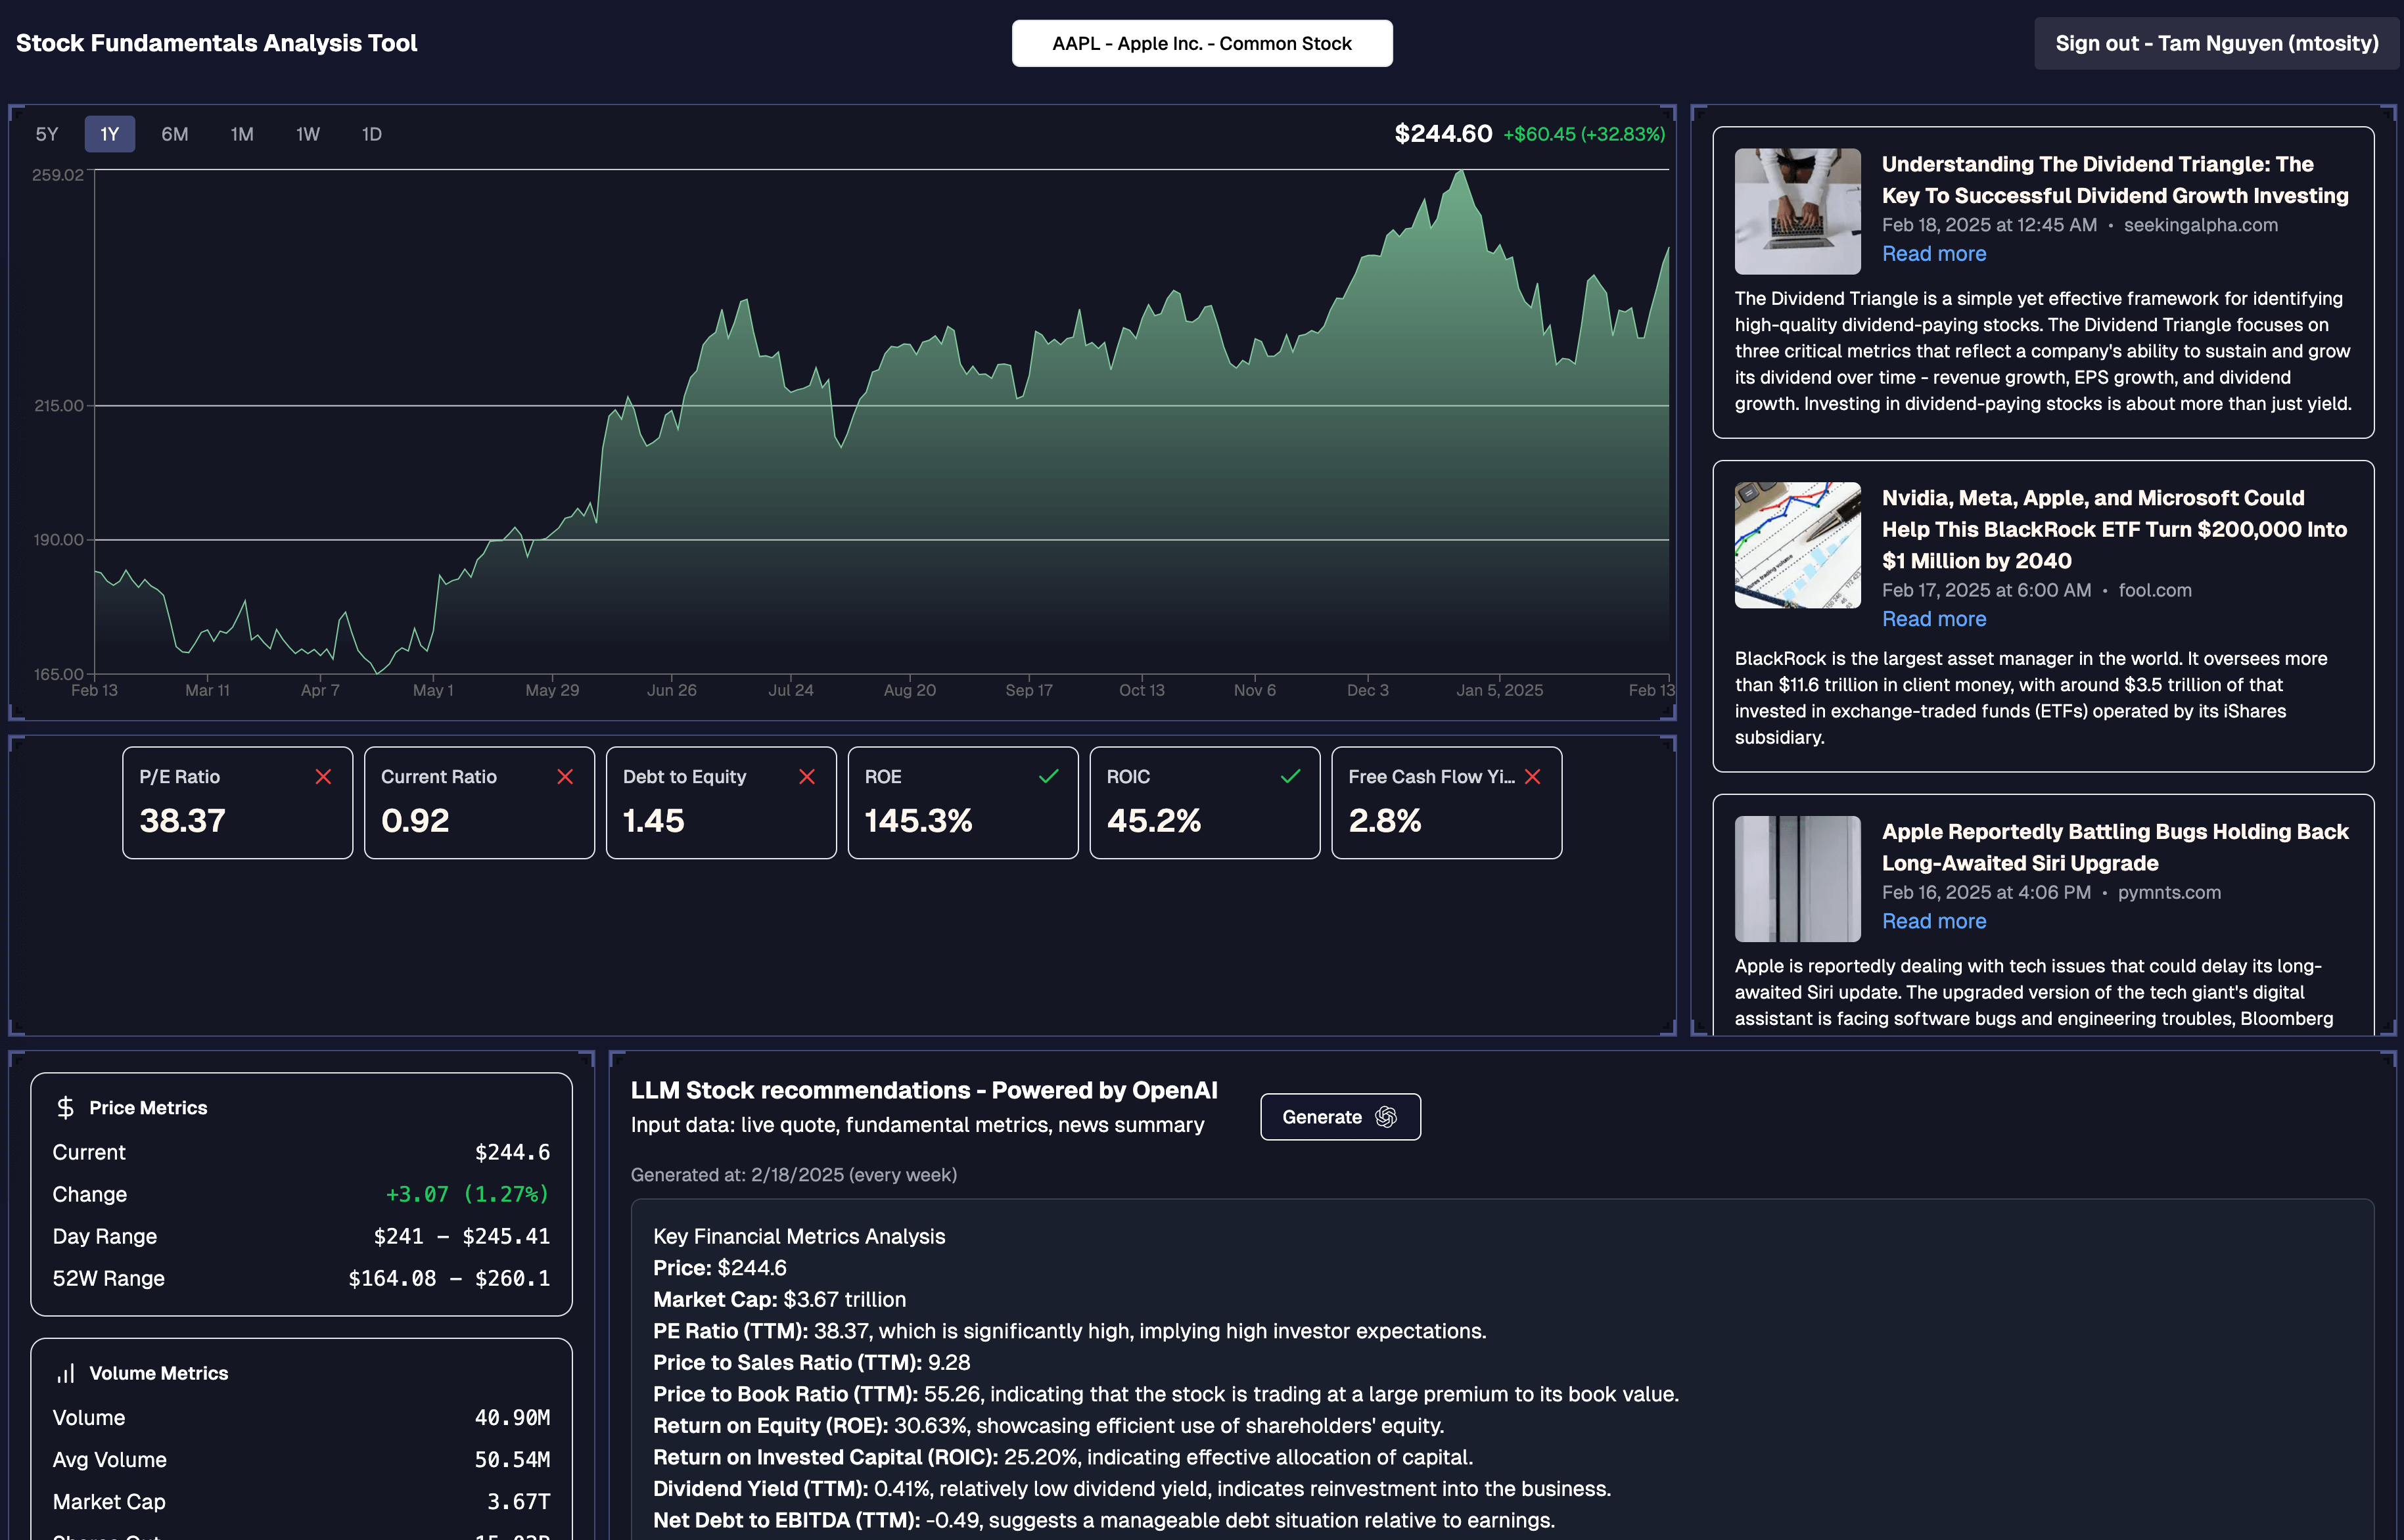 Stock Fundamentals Analysis Tool
AAPL - Apple Inc. - Common Stock
Sign out - Tam Nguyen (mtosity)
5Y 1Y 6M 1M 1W 1D
$244.60 +$60.45 (+32.83%)
259.02
215.00
190.00
165.00
Feb 13 Mar 11 Apr 7 May 1 May 29 Jun 26 Jul 24 Aug 20 Sep 17 Oct 13 Nov 6 Dec 3 Jan 5, 2025 Feb 13
P/E Ratio
38.37
Current Ratio
0.92
Debt to Equity
1.45
ROE
145.3%
ROIC
45.2%
Free Cash Flow Yi...
2.8%
Understanding The Dividend Triangle: The
Key To Successful Dividend Growth Investing
Feb 18, 2025 at 12:45 AM • seekingalpha.com
Read more
The Dividend Triangle is a simple yet effective framework for identifying
high-quality dividend-paying stocks. The Dividend Triangle focuses on
three critical metrics that reflect a company's ability to sustain and grow
its dividend over time - revenue growth, EPS growth, and dividend
growth. Investing in dividend-paying stocks is about more than just yield.
Nvidia, Meta, Apple, and Microsoft Could
Help This BlackRock ETF Turn $200,000 Into
$1 Million by 2040
Feb 17, 2025 at 6:00 AM • fool.com
Read more
BlackRock is the largest asset manager in the world. It oversees more
than $11.6 trillion in client money, with around $3.5 trillion of that
invested in exchange-traded funds (ETFs) operated by its iShares
subsidiary.
Apple Reportedly Battling Bugs Holding Back
Long-Awaited Siri Upgrade
Feb 16, 2025 at 4:06 PM • pymnts.com
Read more
Apple is reportedly dealing with tech issues that could delay its long-
awaited Siri update. The upgraded version of the tech giant's digital
assistant is facing software bugs and engineering troubles, Bloomberg
Price Metrics
Current $244.6
Change +3.07 (1.27%)
Day Range $241 – $245.41
52W Range $164.08 – $260.1
Volume Metrics
Volume 40.90M
Avg Volume 50.54M
Market Cap 3.67T
LLM Stock recommendations - Powered by OpenAI
Input data: live quote, fundamental metrics, news summary
Generate
Generated at: 2/18/2025 (every week)
Key Financial Metrics Analysis
Price: $244.6
Market Cap: $3.67 trillion
PE Ratio (TTM): 38.37, which is significantly high, implying high investor expectations.
Price to Sales Ratio (TTM): 9.28
Price to Book Ratio (TTM): 55.26, indicating that the stock is trading at a large premium to its book value.
Return on Equity (ROE): 30.63%, showcasing efficient use of shareholders' equity.
Return on Invested Capital (ROIC): 25.20%, indicating effective allocation of capital.
Dividend Yield (TTM): 0.41%, relatively low dividend yield, indicates reinvestment into the business.
Net Debt to EBITDA (TTM): -0.49, suggests a manageable debt situation relative to earnings.